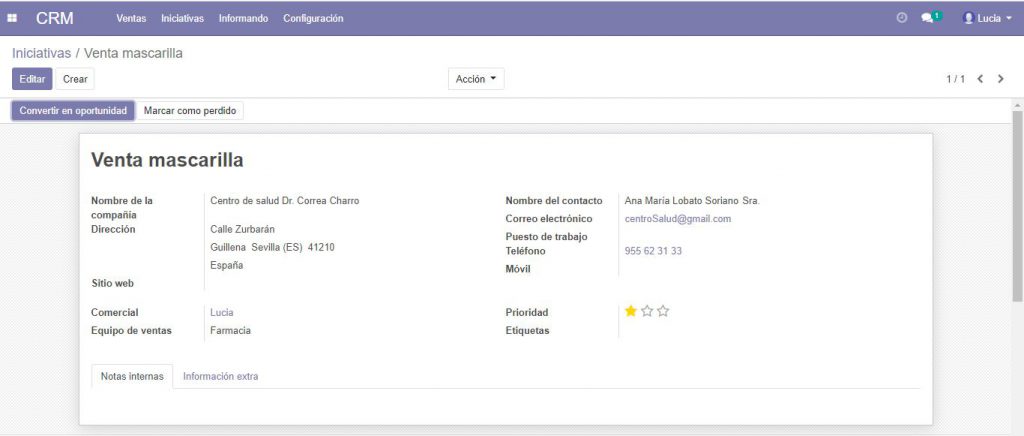 CRM Ventas Iniciativas Informando Configuración 1 Lucia
Iniciativas / Venta mascarilla
Editar Crear Acción 1 / 1
Convertir en oportunidad Marcar como perdido
Venta mascarilla
Nombre de la compañia Centro de salud Dr. Correa Charro
Dirección Calle Zurbarán
Guillena Sevilla (ES) 41210
España
Sitio web
Nombre del contacto Ana María Lobato Soriano Sra.
Correo electrónico centroSalud@gmail.com
Puesto de trabajo
Teléfono 955 62 31 33
Móvil
Comercial Lucia
Equipo de ventas Farmacia
Prioridad
Etiquetas
Notas internas Información extra